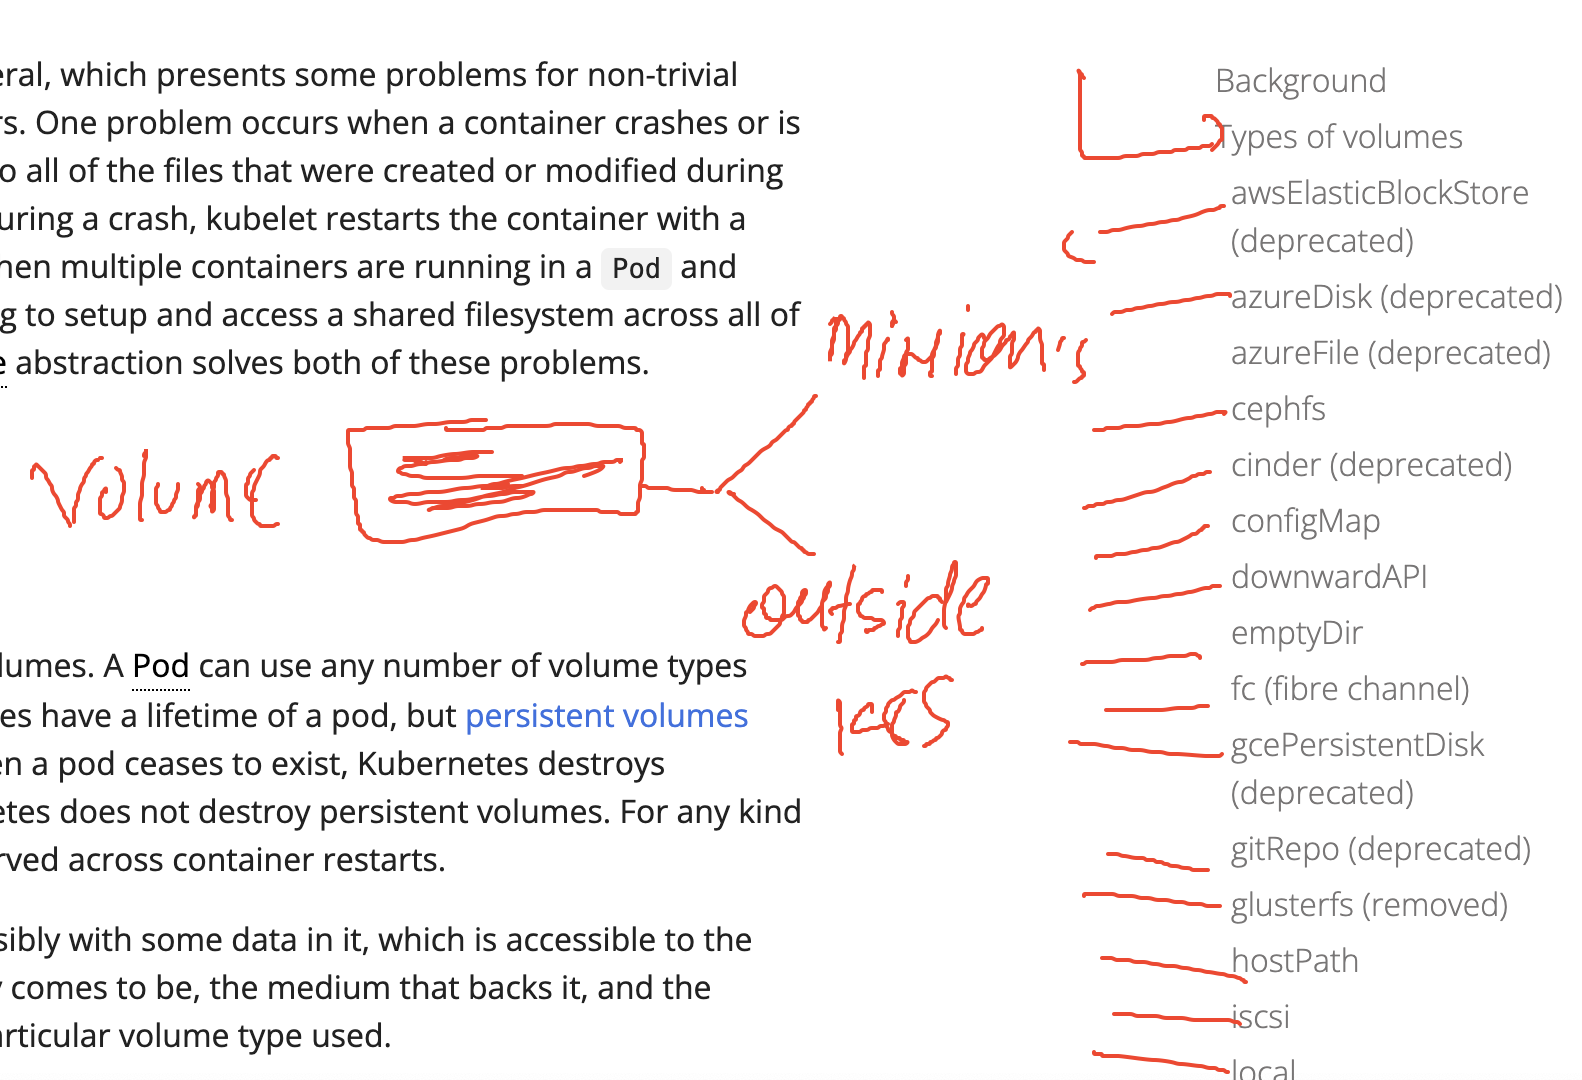 eral, which presents some problems for non-trivial
rs. One problem occurs when a container crashes or is
o all of the files that were created or modified during
uring a crash, kubelet restarts the container with a
hen multiple containers are running in a Pod and
g to setup and access a shared filesystem across all of
e abstraction solves both of these problems.
Minion's
Volume
outside
K8S
lumes. A Pod can use any number of volume types
es have a lifetime of a pod, but persistent volumes
en a pod ceases to exist, Kubernetes destroys
etes does not destroy persistent volumes. For any kind
rved across container restarts.
sibly with some data in it, which is accessible to the
y comes to be, the medium that backs it, and the
articular volume type used.
Background
Types of volumes
awsElasticBlockStore
(deprecated)
azureDisk (deprecated)
azureFile (deprecated)
cephfs
cinder (deprecated)
configMap
downwardAPI
emptyDir
fc (fibre channel)
gcePersistentDisk
(deprecated)
gitRepo (deprecated)
glusterfs (removed)
hostPath
iscsi
local